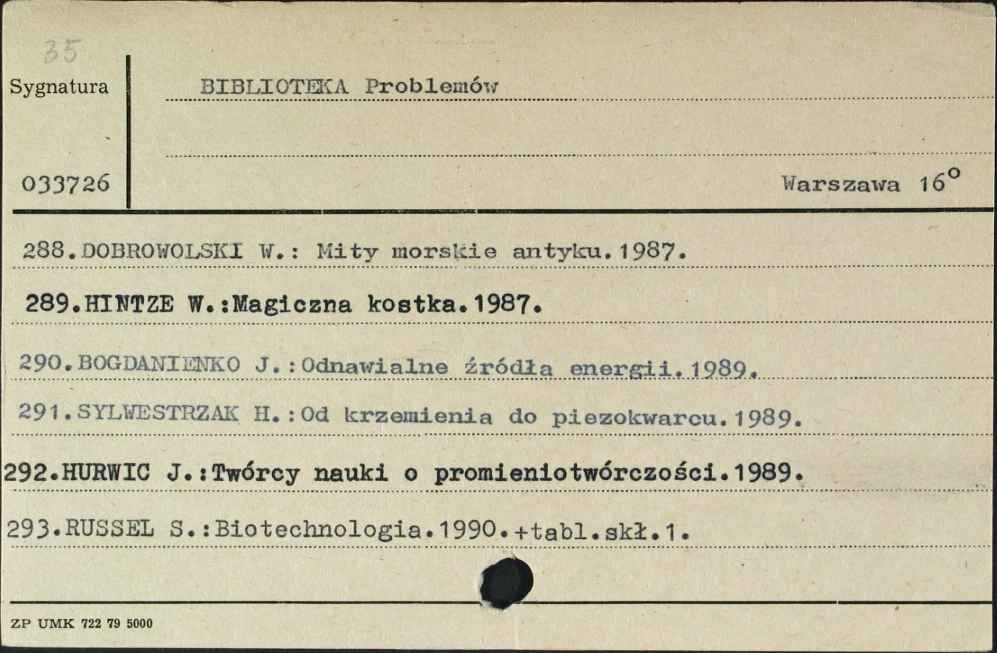 35
Sygnatura
BIBLIOTEKA Problemów
033726
Warszawa 16°
288.DOBROWOLSKI W.: Mity morskie antyku.1987.
289.HINTZE W.:Magiczna kostka.1987.
290.BOGDANIENKO J.:Odnawialne źródła energii.1989.
291.SYLWESTRZAK H.:Od krzemienia do piezokwarcu.1989.
292.HURWIC J.:Twórcy nauki o promieniotwórczości.1989.
293.RUSSEL S.:Biotechnologia.1990.+tabl.skł.1.
ZP UMK 722 79 5000